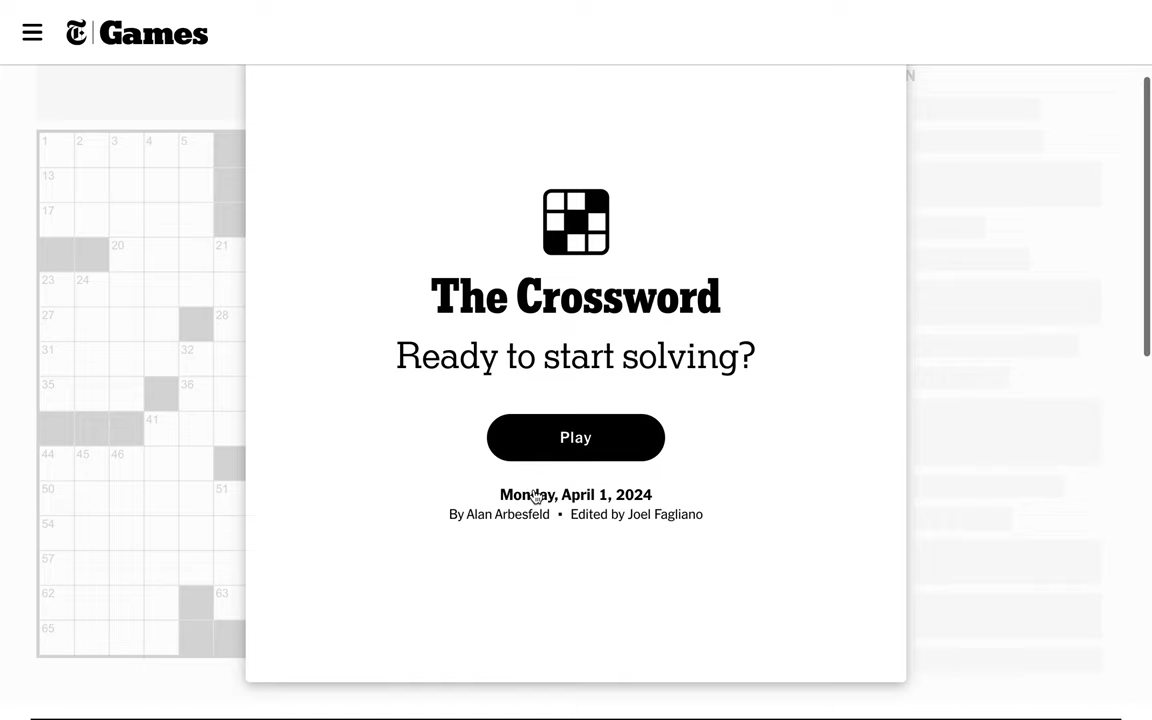 T Games
N
1 2 3 4 5
13
17
20 21
23 24
27 28
31 32
35 36
41
44 45 46
50 51
54
57
62 63
65
The Crossword
Ready to start solving?
Play
Monday, April 1, 2024
By Alan Arbesfeld ▪ Edited by Joel Fagliano